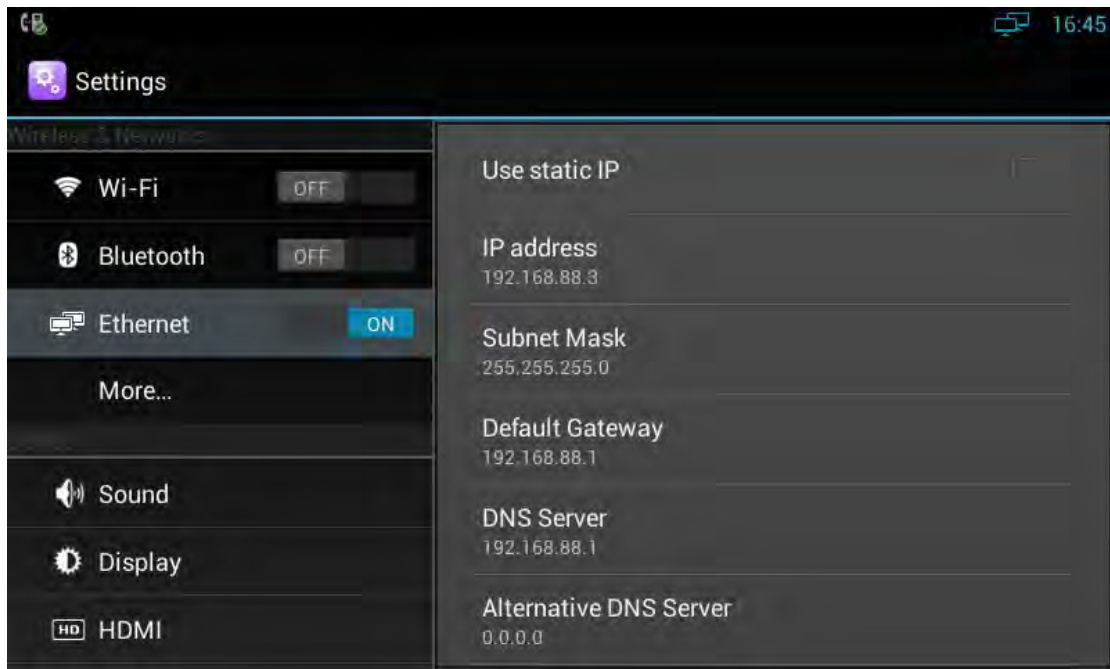 16:45
Settings
Wireless & Networks
Wi-Fi OFF
Bluetooth OFF
Ethernet ON
More...
Sound
Display
HD HDMI
Use static IP
IP address
192.168.88.3
Subnet Mask
255.255.255.0
Default Gateway
192.168.88.1
DNS Server
192.168.88.1
Alternative DNS Server
0.0.0.0